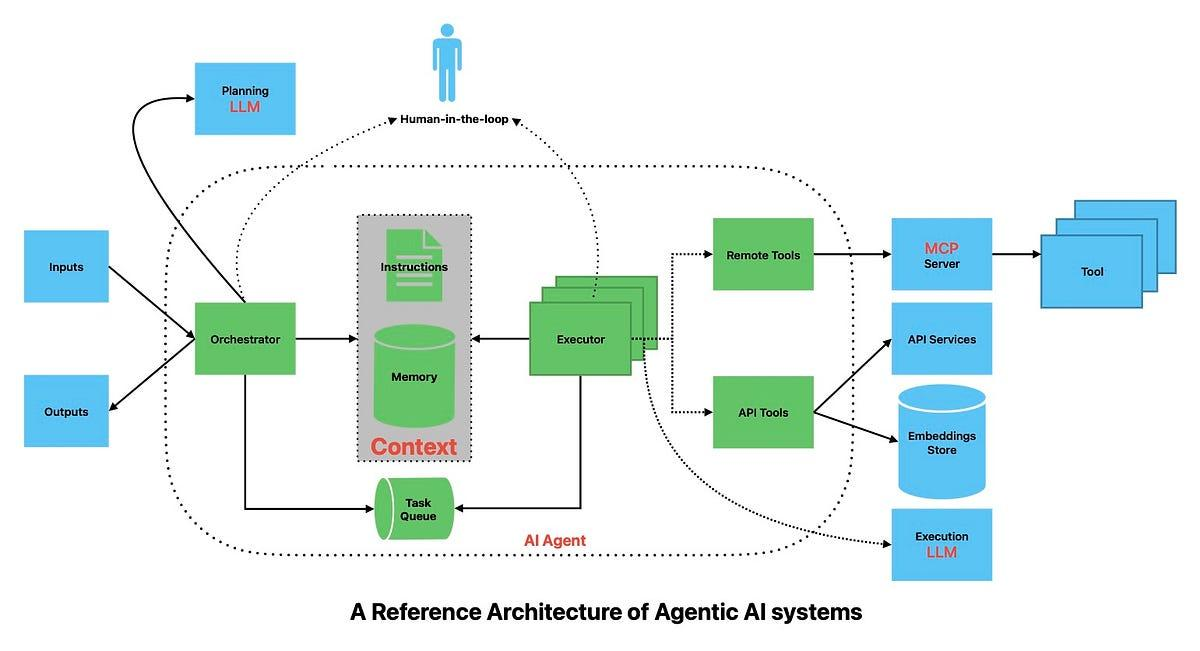 Planning
LLM
Human-in-the-loop
Inputs
Outputs
Orchestrator
Instructions
Memory
Context
Task
Queue
Executor
AI Agent
Remote Tools
API Tools
MCP
Server
Tool
API Services
Embeddings
Store
Execution
LLM
A Reference Architecture of Agentic AI systems